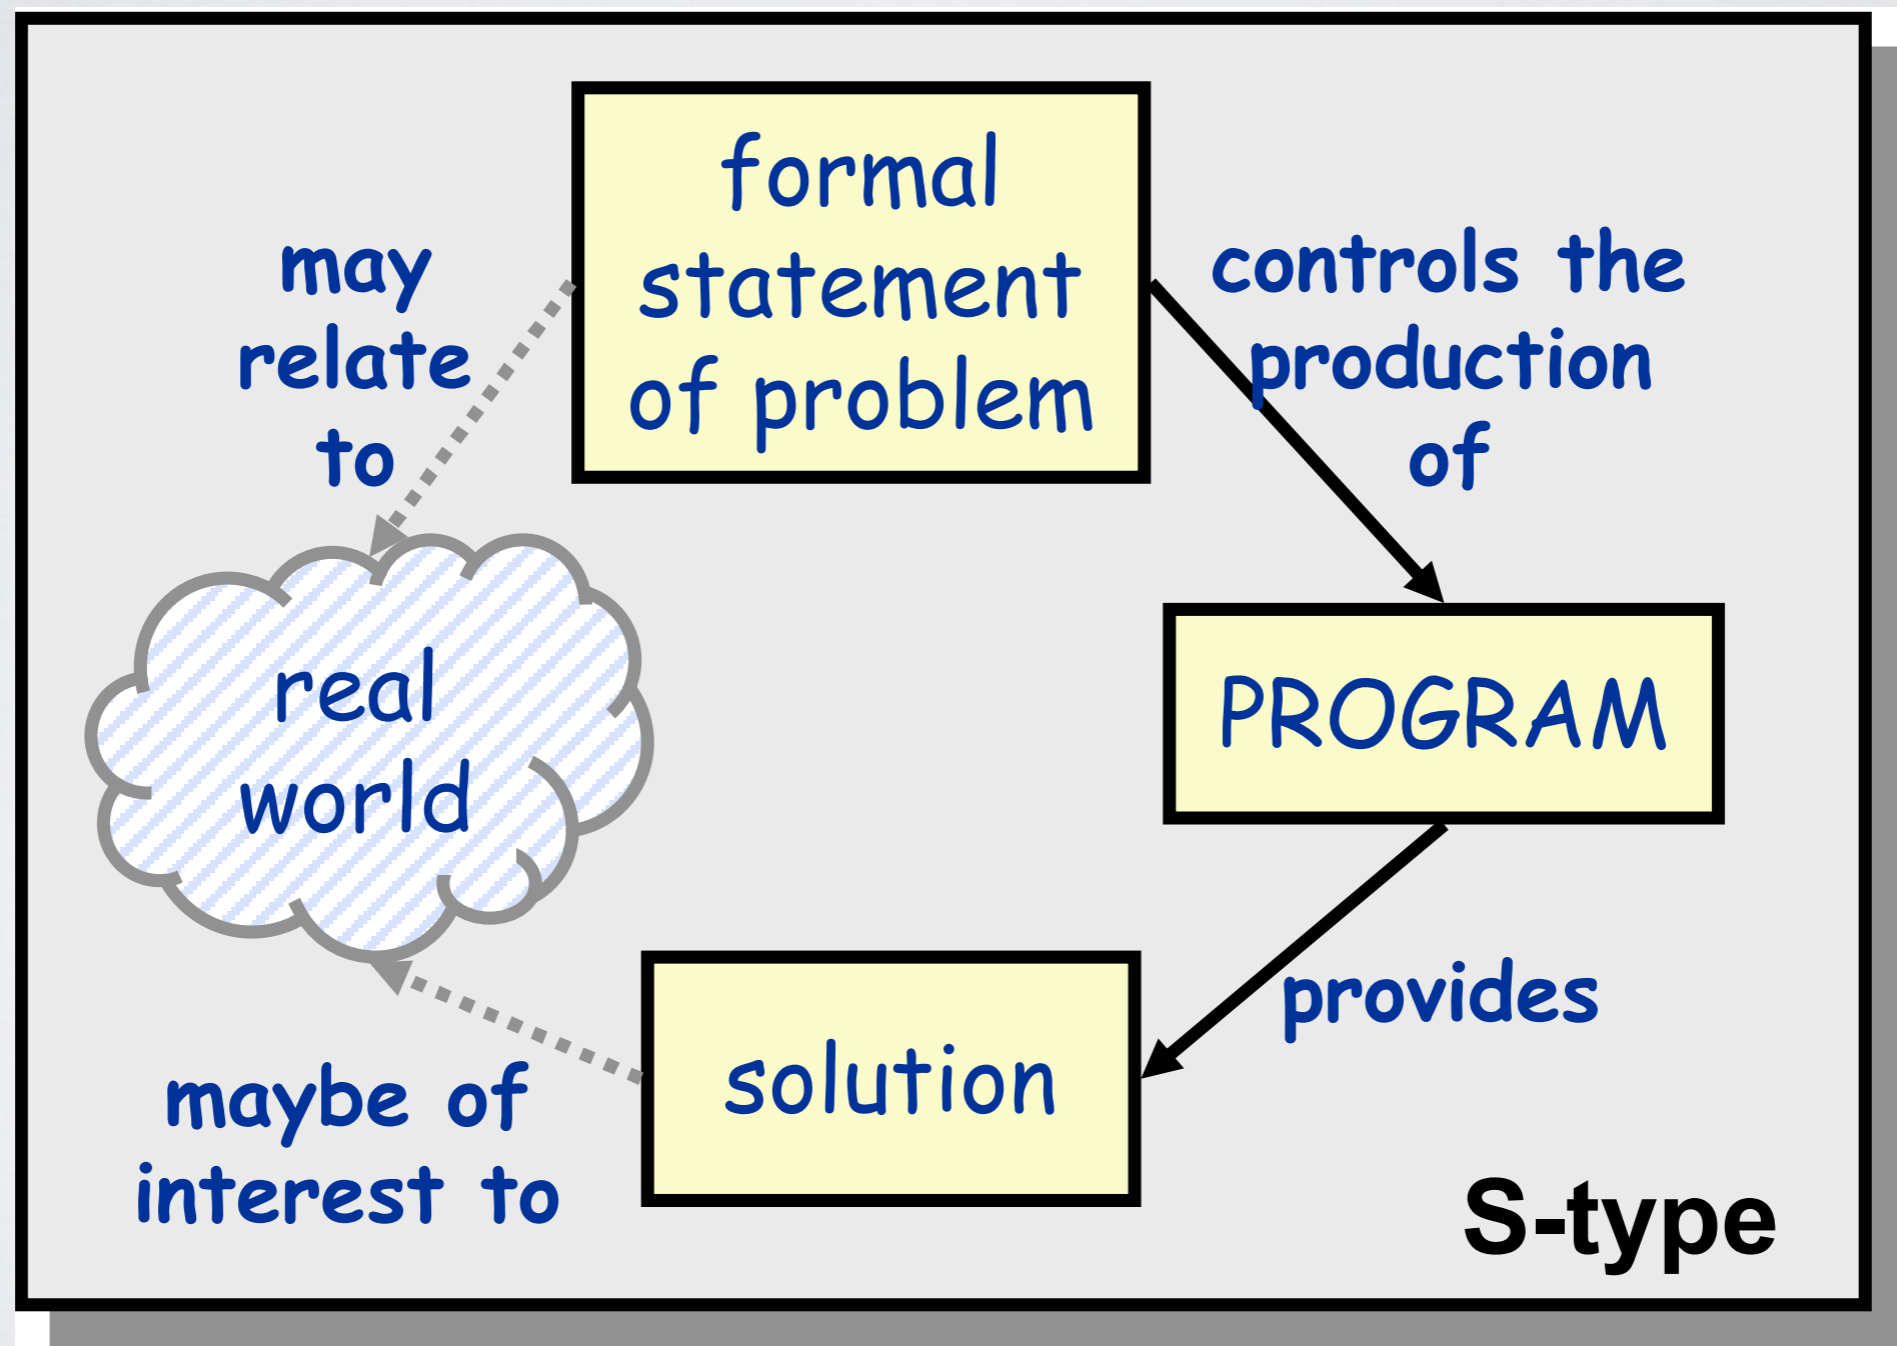 formal
statement
of problem
may
relate
to
controls the
production
of
real
world
PROGRAM
solution
provides
maybe of
interest to
S-type